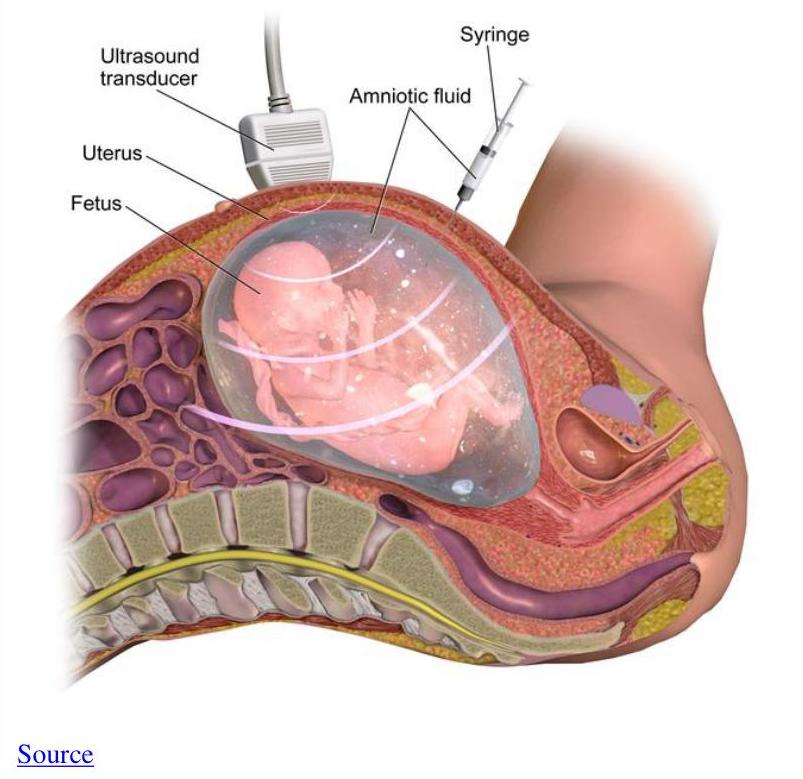 Syringe
Ultrasound
transducer
Amniotic fluid
Uterus
Fetus
Source